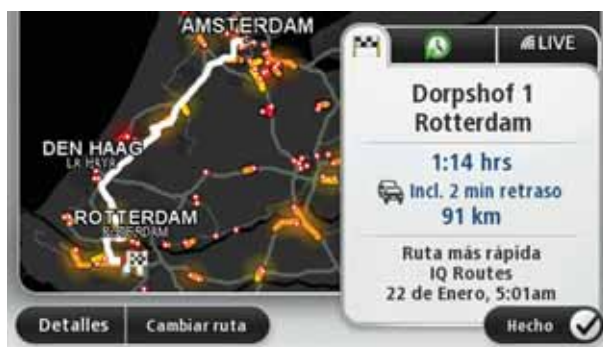 AMSTERDAM
DEN HAAG
LA HAYA
ROTTERDAM
ROTERDAM
LIVE
Dorpshof 1
Rotterdam
1:14 hrs
Incl. 2 min retraso
91 km
Ruta más rápida
IQ Routes
22 de Enero, 5:01am
Detalles
Cambiar ruta
Hecho